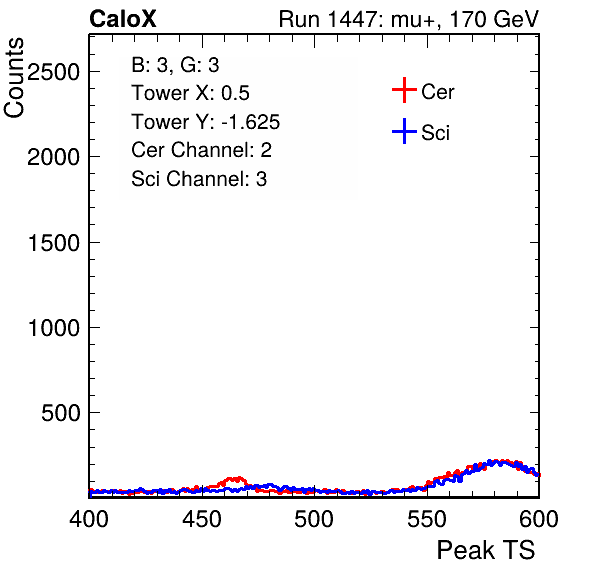 CaloX Run 1447: mu+, 170 GeV
Counts
B: 3, G: 3
Tower X: 0.5
Tower Y: -1.625
Cer Channel: 2
Sci Channel: 3
Cer
Sci
2500
2000
1500
1000
500
400 450 500 550 600
Peak TS